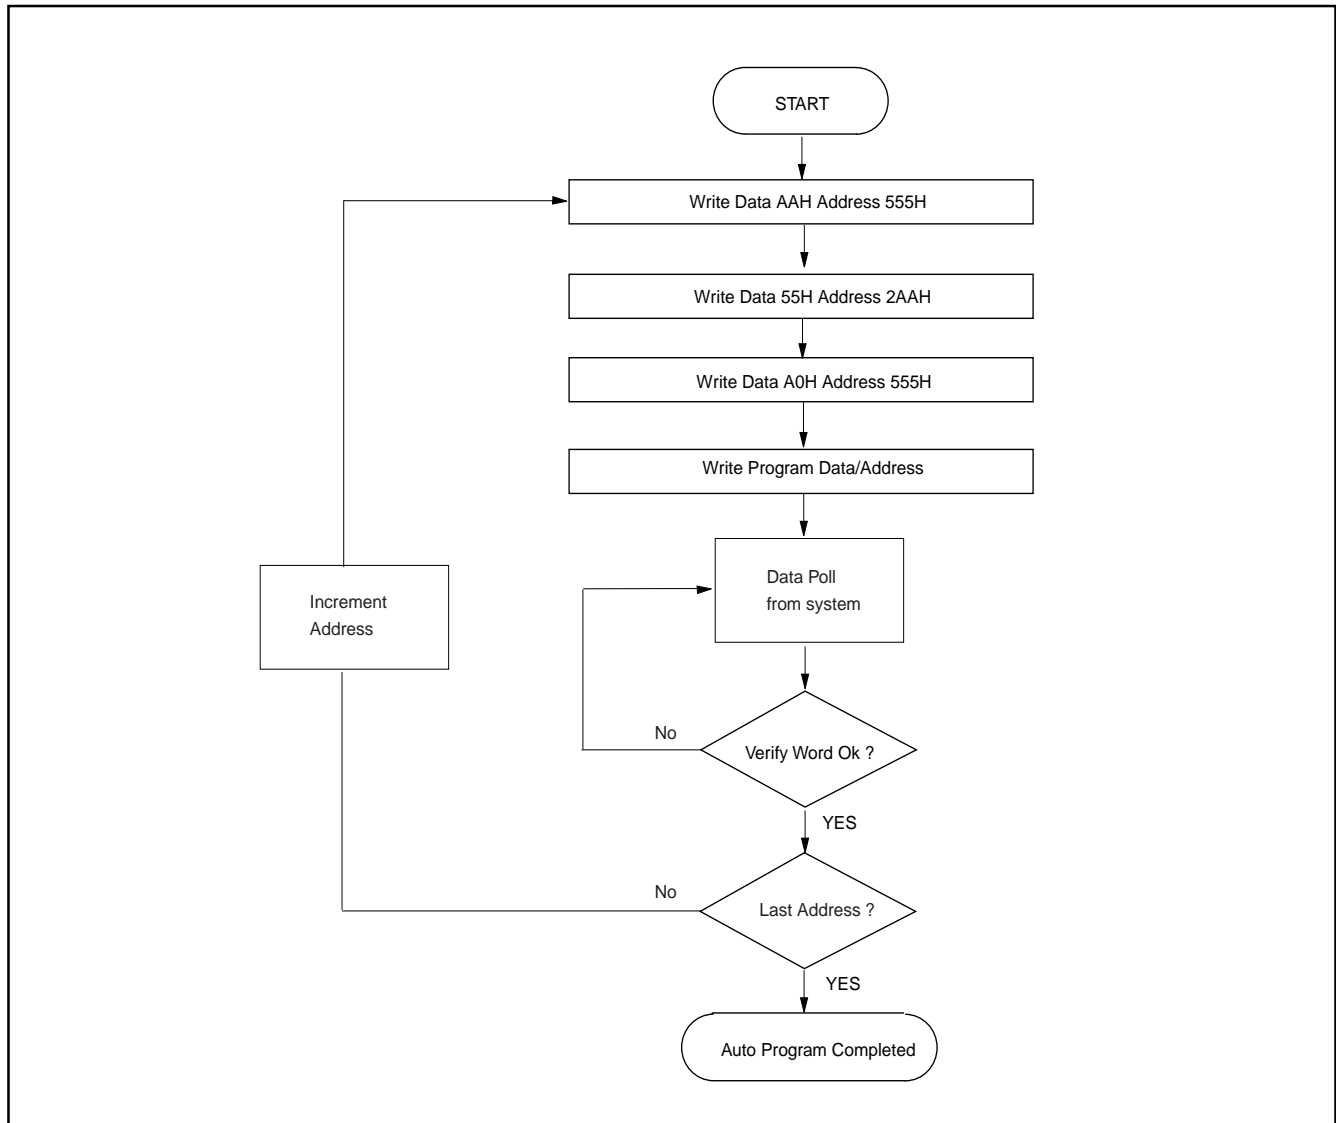 START
Write Data AAH Address 555H
Write Data 55H Address 2AAH
Write Data A0H Address 555H
Write Program Data/Address
Data Poll
from system
Increment
Address
No
Verify Word Ok ?
YES
No
Last Address ?
YES
Auto Program Completed